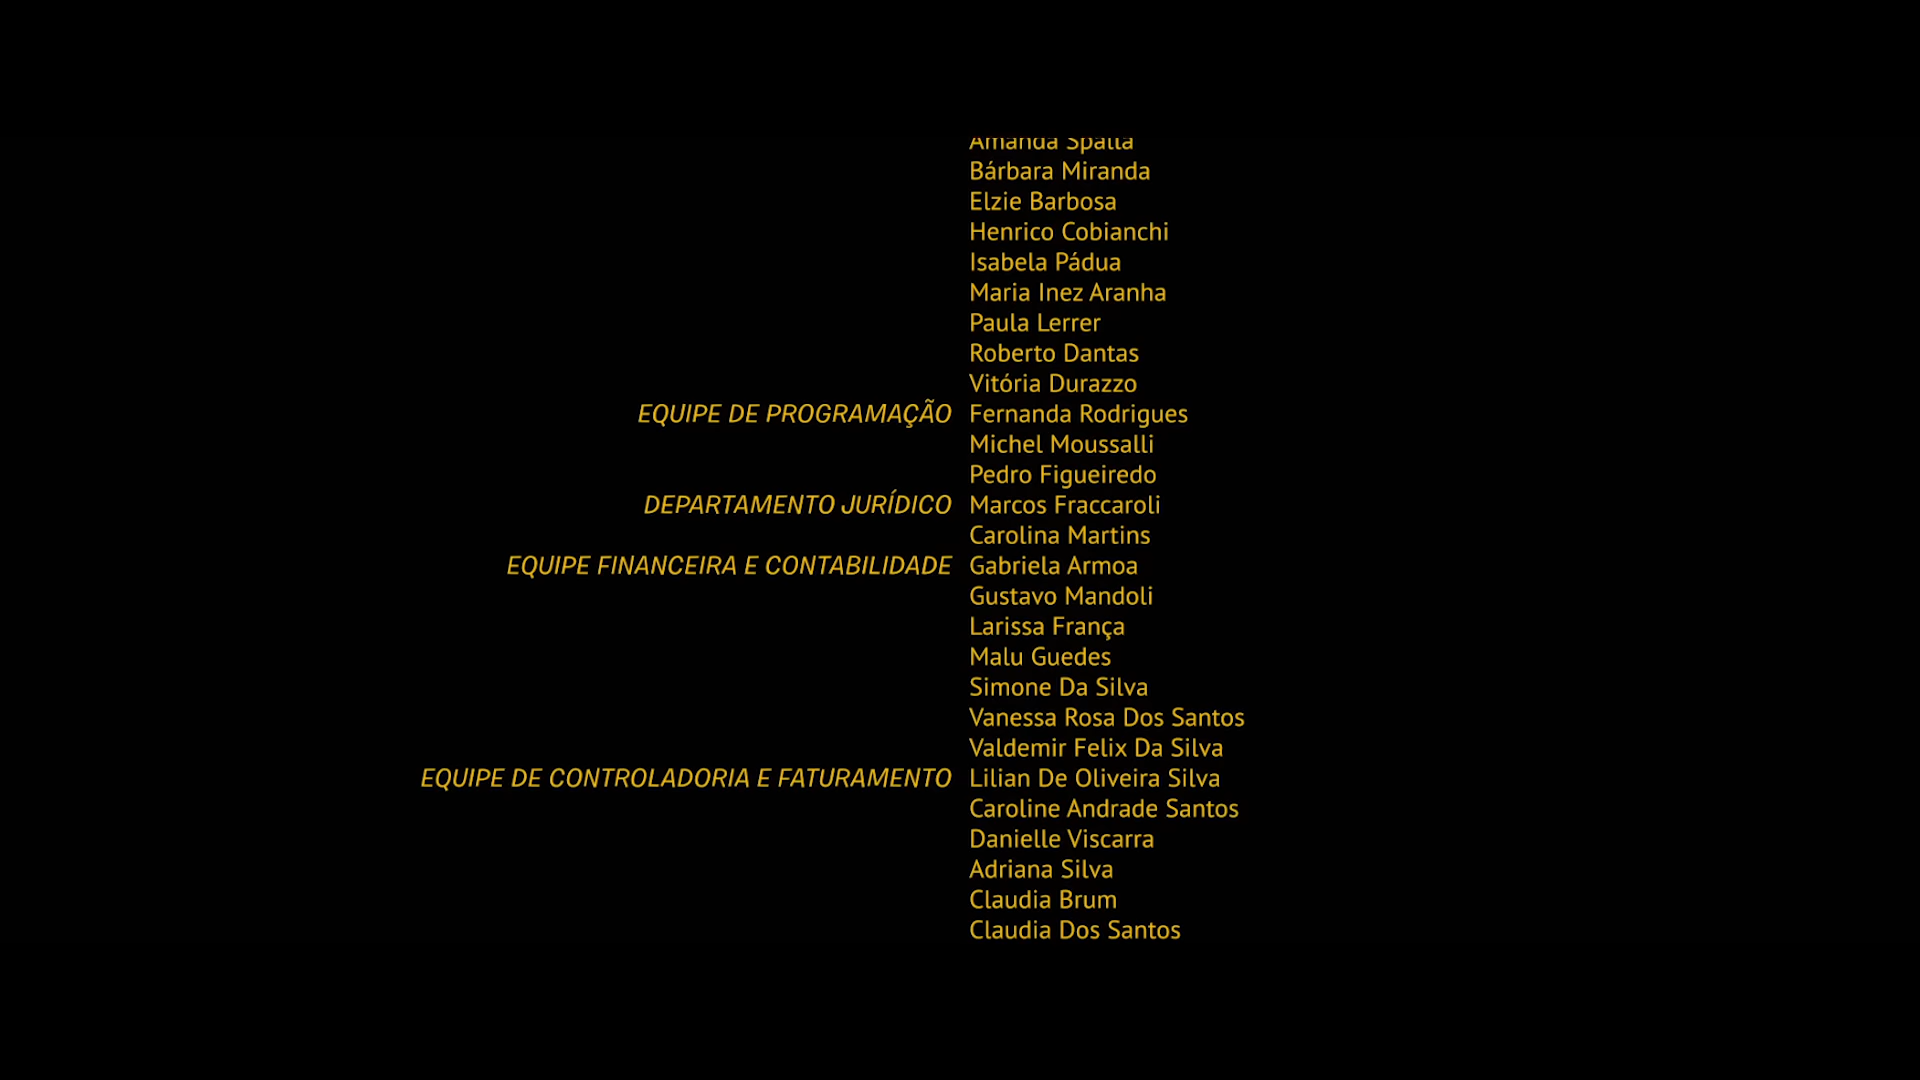 Amanda Spalla
Bárbara Miranda
Elzie Barbosa
Henrico Cobianchi
Isabela Pádua
Maria Inez Aranha
Paula Lerrer
Roberto Dantas
Vitória Durazzo
EQUIPE DE PROGRAMAÇÃO Fernanda Rodrigues
Michel Moussalli
Pedro Figueiredo
DEPARTAMENTO JURÍDICO Marcos Fraccaroli
Carolina Martins
EQUIPE FINANCEIRA E CONTABILIDADE Gabriela Armoa
Gustavo Mandoli
Larissa França
Malu Guedes
Simone Da Silva
Vanessa Rosa Dos Santos
Valdemir Felix Da Silva
EQUIPE DE CONTROLADORIA E FATURAMENTO Lilian De Oliveira Silva
Caroline Andrade Santos
Danielle Viscarra
Adriana Silva
Claudia Brum
Claudia Dos Santos